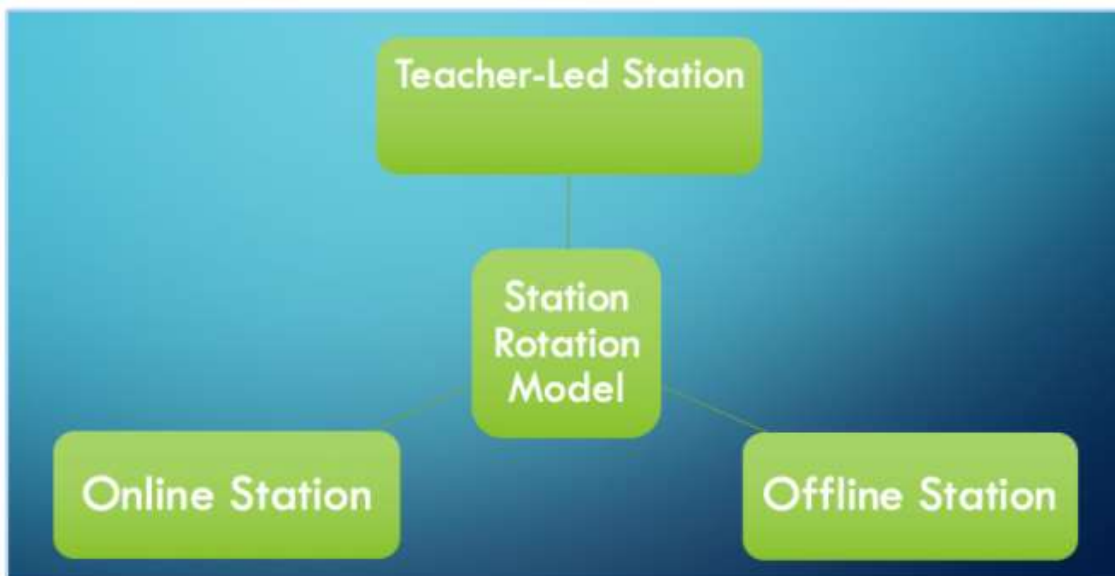 Teacher-Led Station
Station
Rotation
Model
Online Station
Offline Station